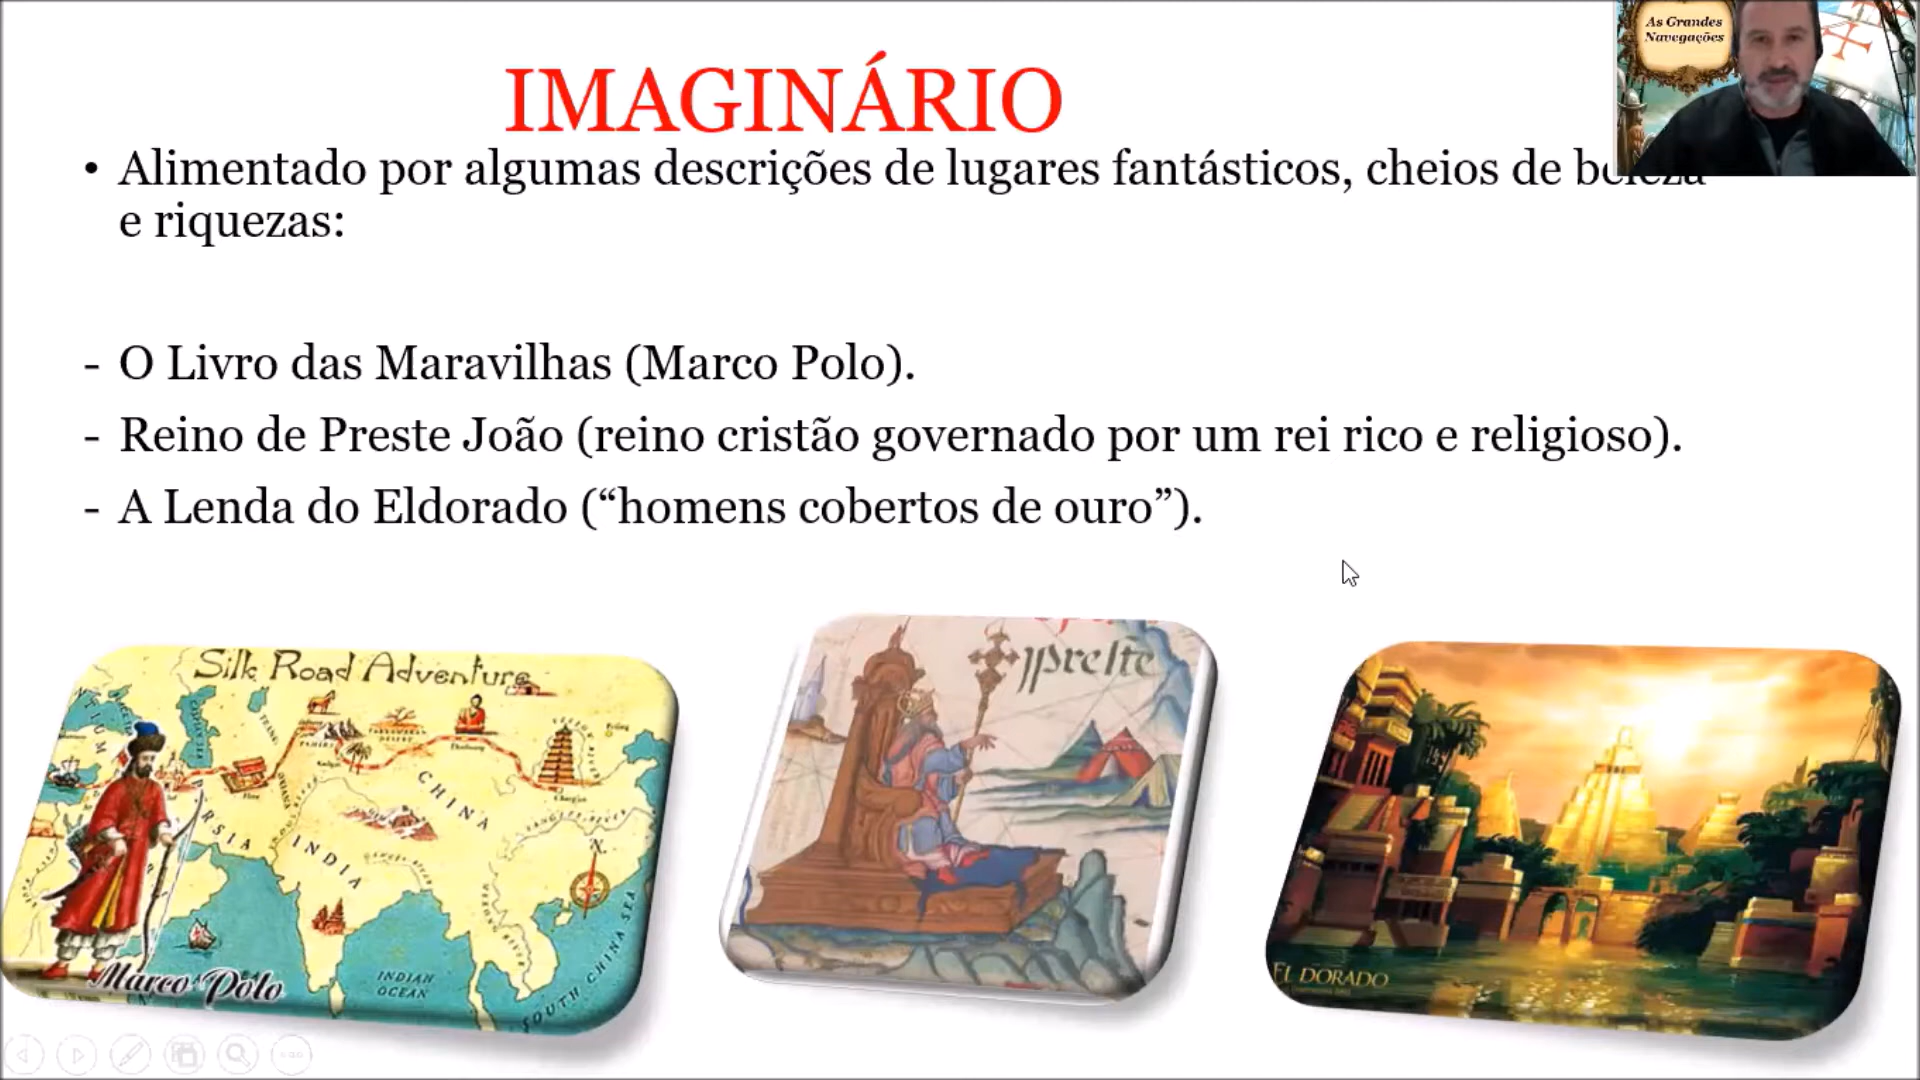 As Grandes
Navegações
IMAGINÁRIO
• Alimentado por algumas descrições de lugares fantásticos, cheios de beleza
e riquezas:
- O Livro das Maravilhas (Marco Polo).
- Reino de Preste João (reino cristão governado por um rei rico e religioso).
- A Lenda do Eldorado (“homens cobertos de ouro”).
Silk Road Adventure
PERSIA
INDIA
CHINA
INDIAN
OCEAN
SOUTH CHINA SEA
N
Marco Polo
preste
EL DORADO